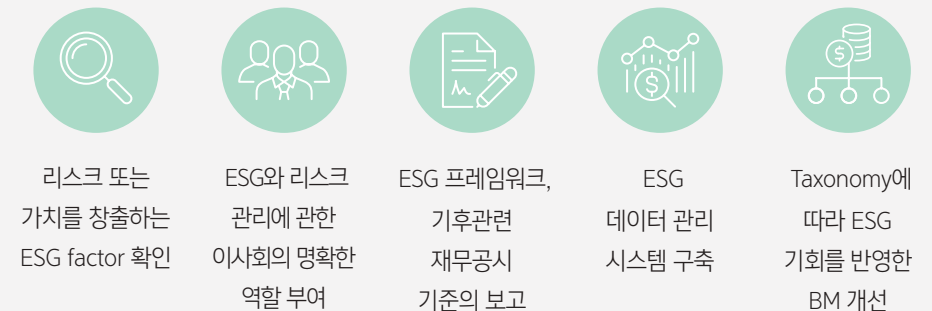 리스크 또는
가치를 창출하는
ESG factor 확인
ESG와 리스크
관리에 관한
이사회의 명확한
역할 부여
ESG 프레임워크,
기후관련
재무공시
기준의 보고
ESG
데이터 관리
시스템 구축
Taxonomy에
따라 ESG
기회를 반영한
BM 개선